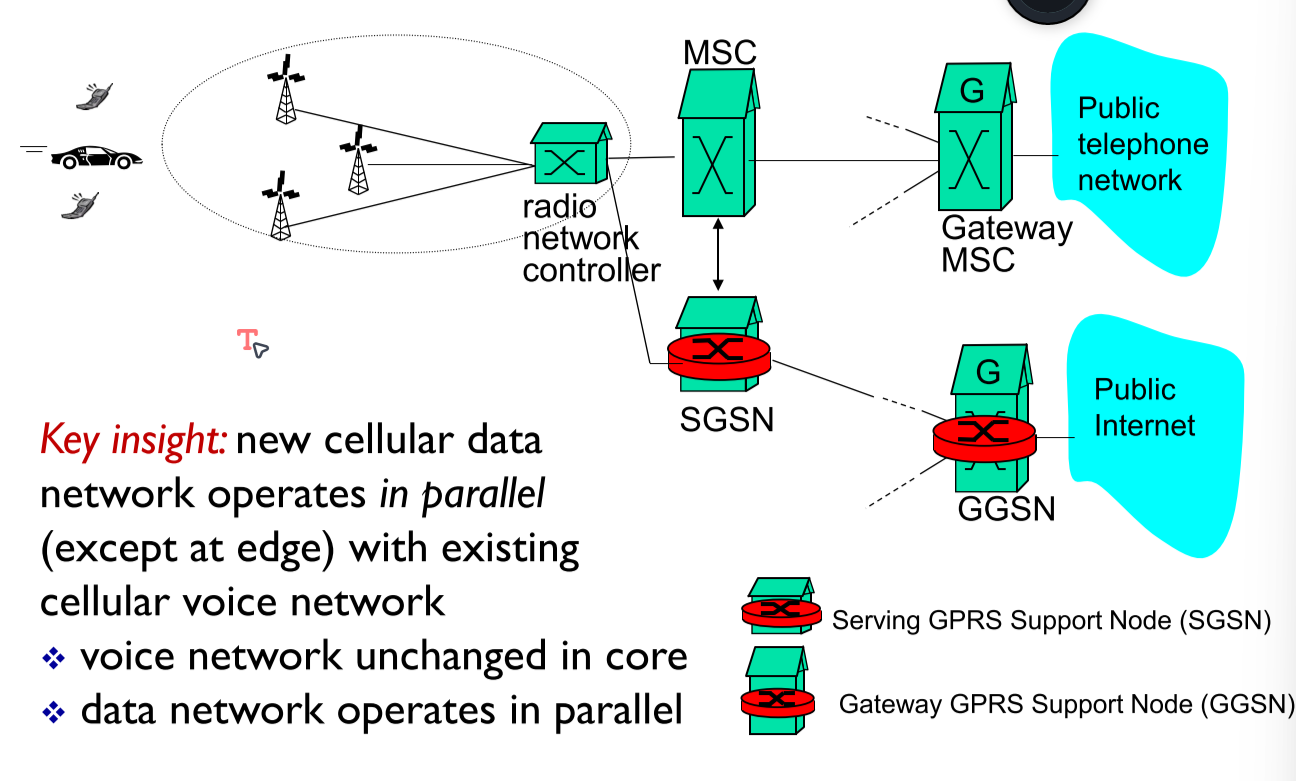 MSC
G
Public
telephone
network
radio
network
controller
Gateway
MSC
SGSN
G
Public
Internet
GGSN
Key insight: new cellular data
network operates in parallel
(except at edge) with existing
cellular voice network
❖ voice network unchanged in core
❖ data network operates in parallel
Serving GPRS Support Node (SGSN)
Gateway GPRS Support Node (GGSN)
T